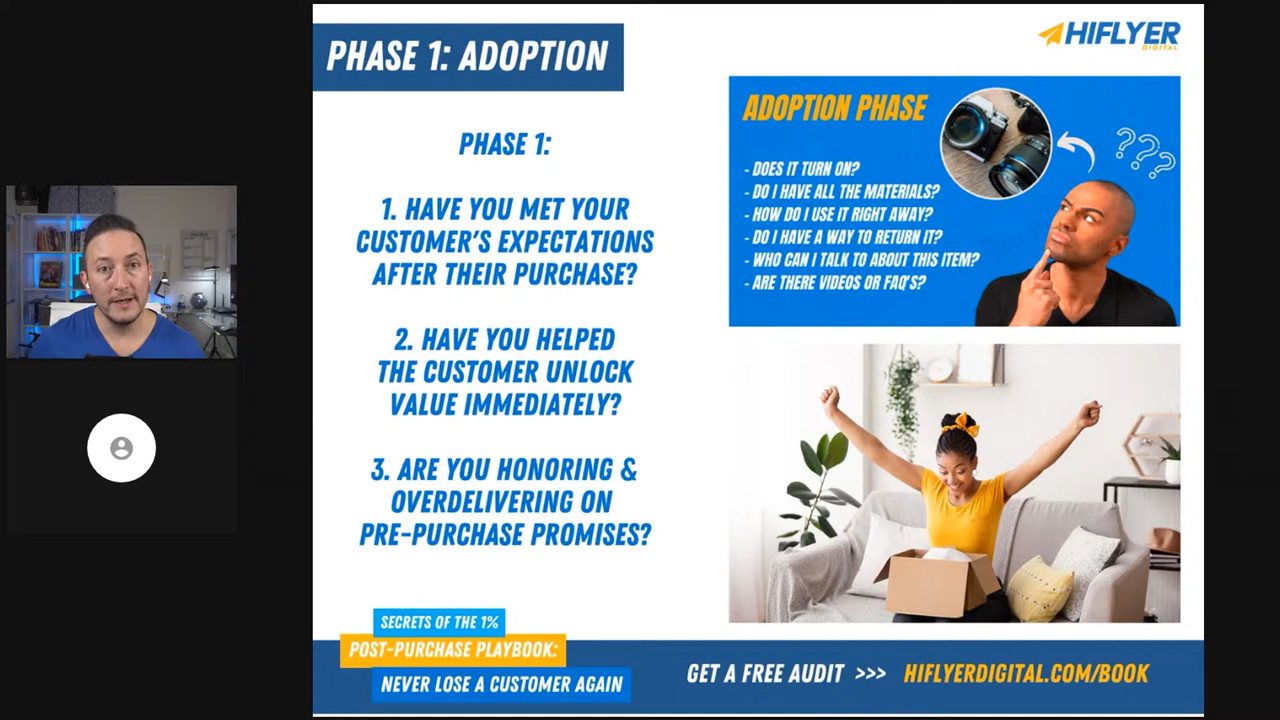 PHASE 1: ADOPTION
HIFLYER
DIGITAL
PHASE 1:
1. HAVE YOU MET YOUR
CUSTOMER'S EXPECTATIONS
AFTER THEIR PURCHASE?
2. HAVE YOU HELPED
THE CUSTOMER UNLOCK
VALUE IMMEDIATELY?
3. ARE YOU HONORING &
OVERDELIVERING ON
PRE-PURCHASE PROMISES?
ADOPTION PHASE
???
- DOES IT TURN ON?
- DO I HAVE ALL THE MATERIALS?
- HOW DO I USE IT RIGHT AWAY?
- DO I HAVE A WAY TO RETURN IT?
- WHO CAN I TALK TO ABOUT THIS ITEM?
- ARE THERE VIDEOS OR FAQ'S?
SECRETS OF THE 1%
POST-PURCHASE PLAYBOOK:
NEVER LOSE A CUSTOMER AGAIN
GET A FREE AUDIT >>> HIFLYERDIGITAL.COM/BOOK